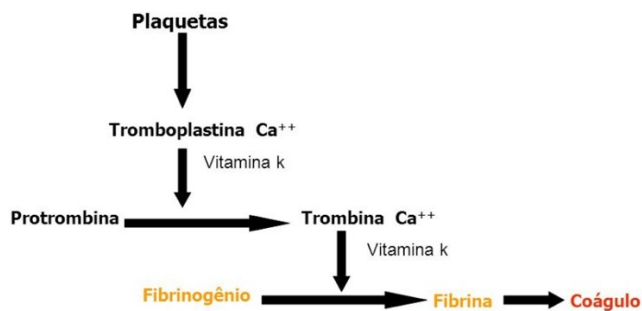 Plaquetas
Tromboplastina Ca⁺⁺
Vitamina k
Protrombina Trombina Ca⁺⁺
Vitamina k
Fibrinogênio Fibrina Coágulo